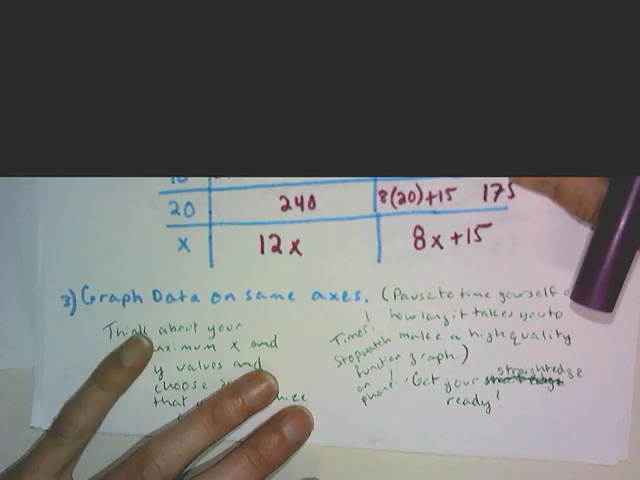 20 240 8(20)+15 175
x 12x 8x+15
3) Graph Data on same axes.
(Pause to time yourself
how long it takes you to
make a high quality
function graph.)
Get your straightedge
ready!
Timer!
stopwatch
on
phone!
Think about your
x and
y values and
choose
that